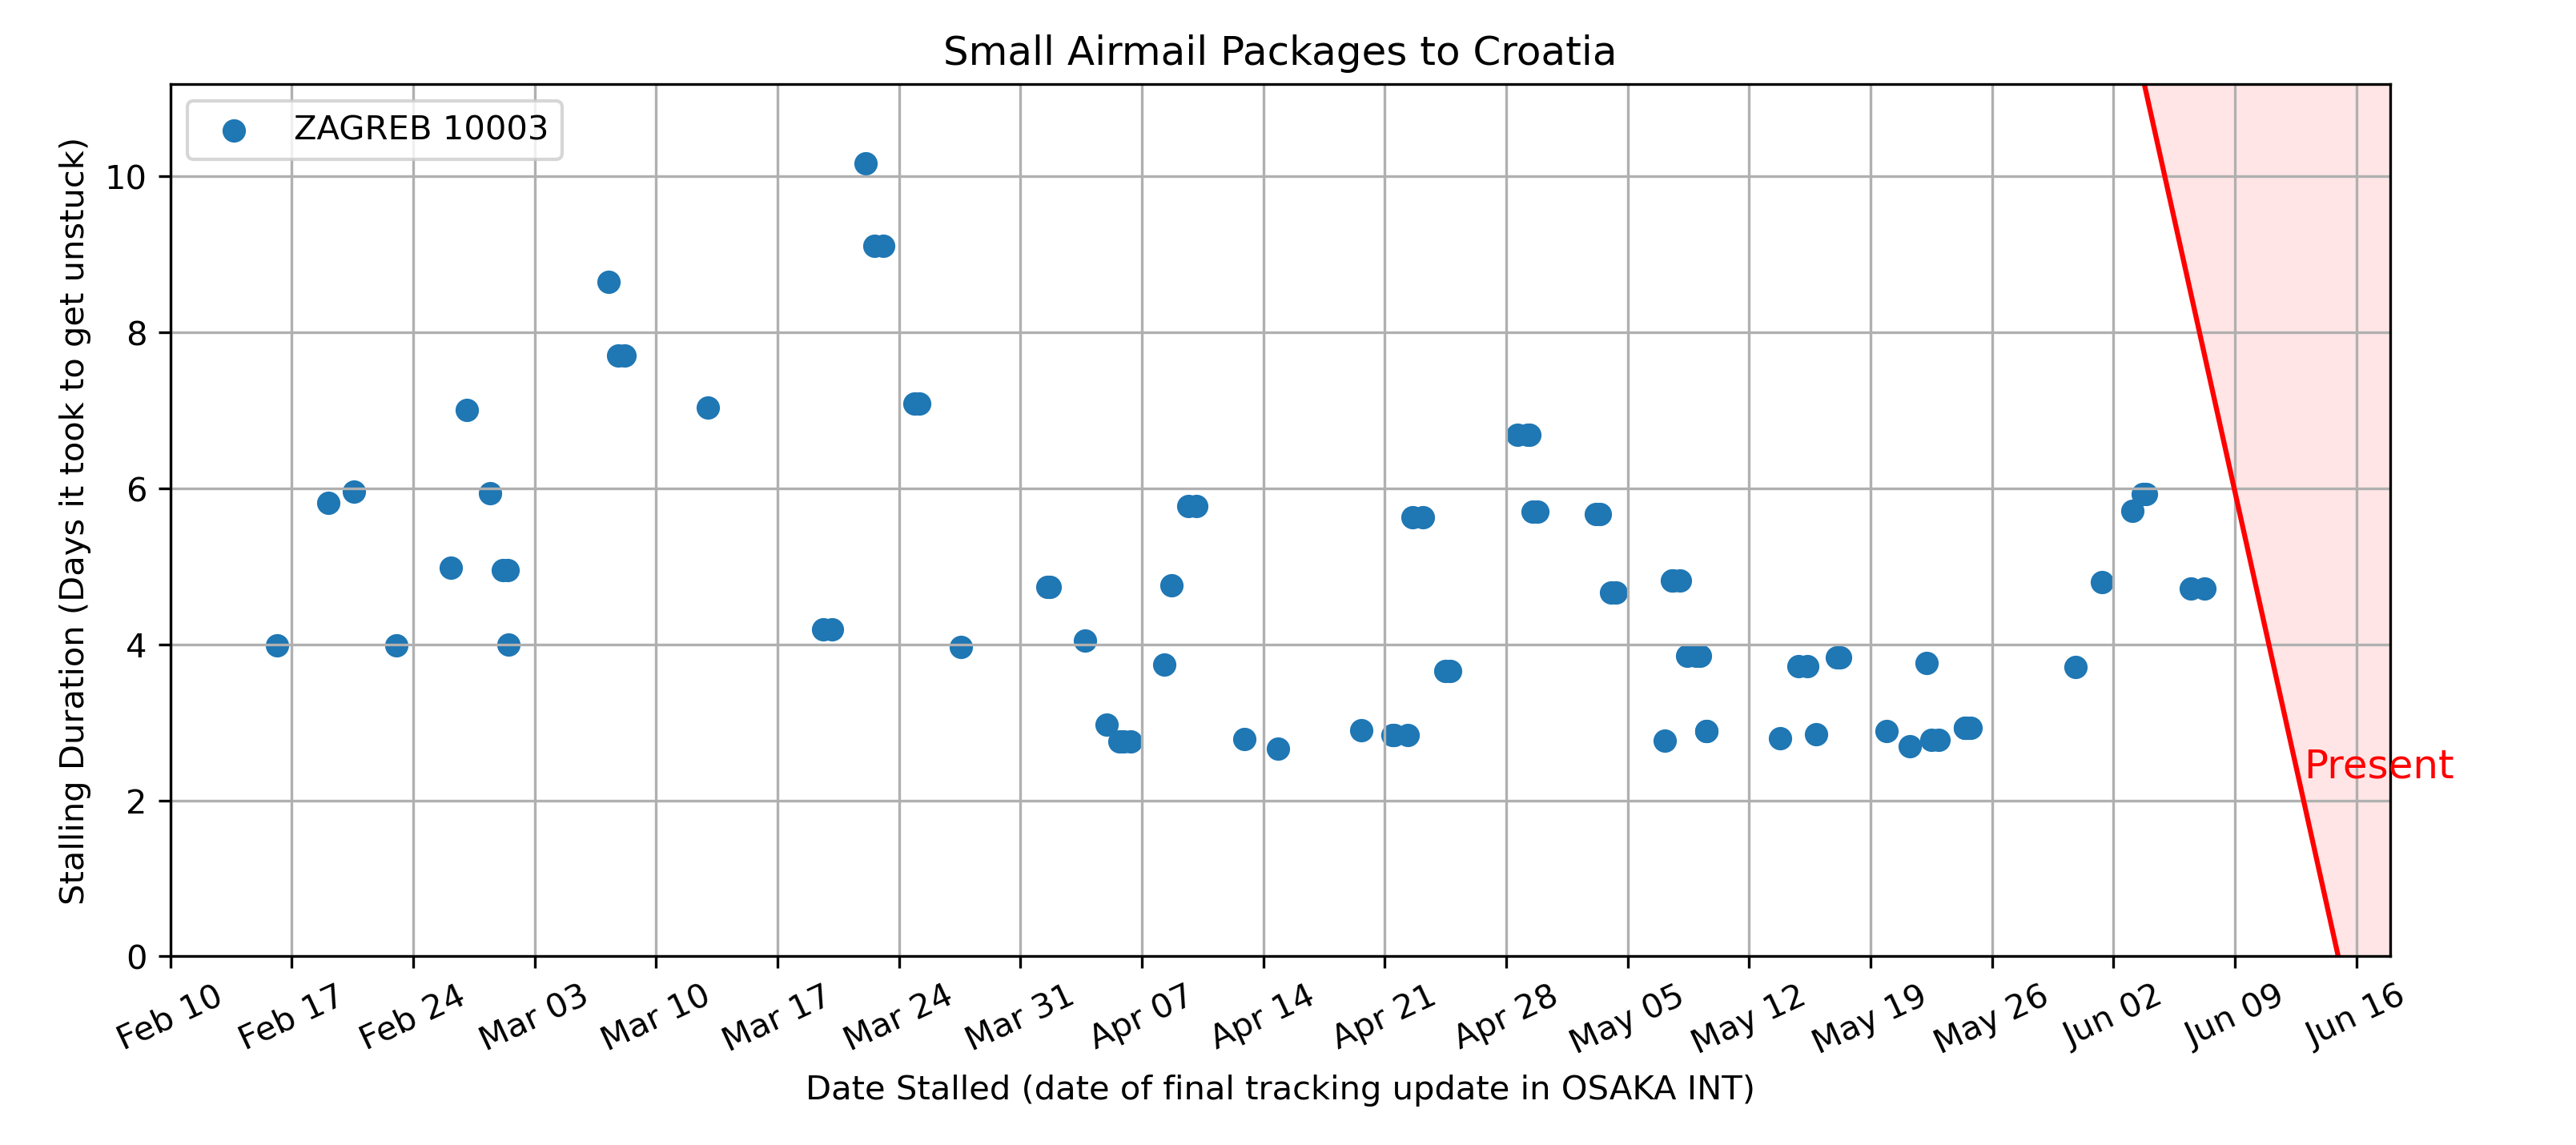 Small Airmail Packages to Croatia
ZAGREB 10003
Stalling Duration (Days it took to get unstuck)
10
8
6
4
2
0
Present
Feb 10
Feb 17
Feb 24
Mar 03
Mar 10
Mar 17
Mar 24
Mar 31
Apr 07
Apr 14
Apr 21
Apr 28
May 05
May 12
May 19
May 26
Jun 02
Jun 09
Jun 16
Date Stalled (date of final tracking update in OSAKA INT)